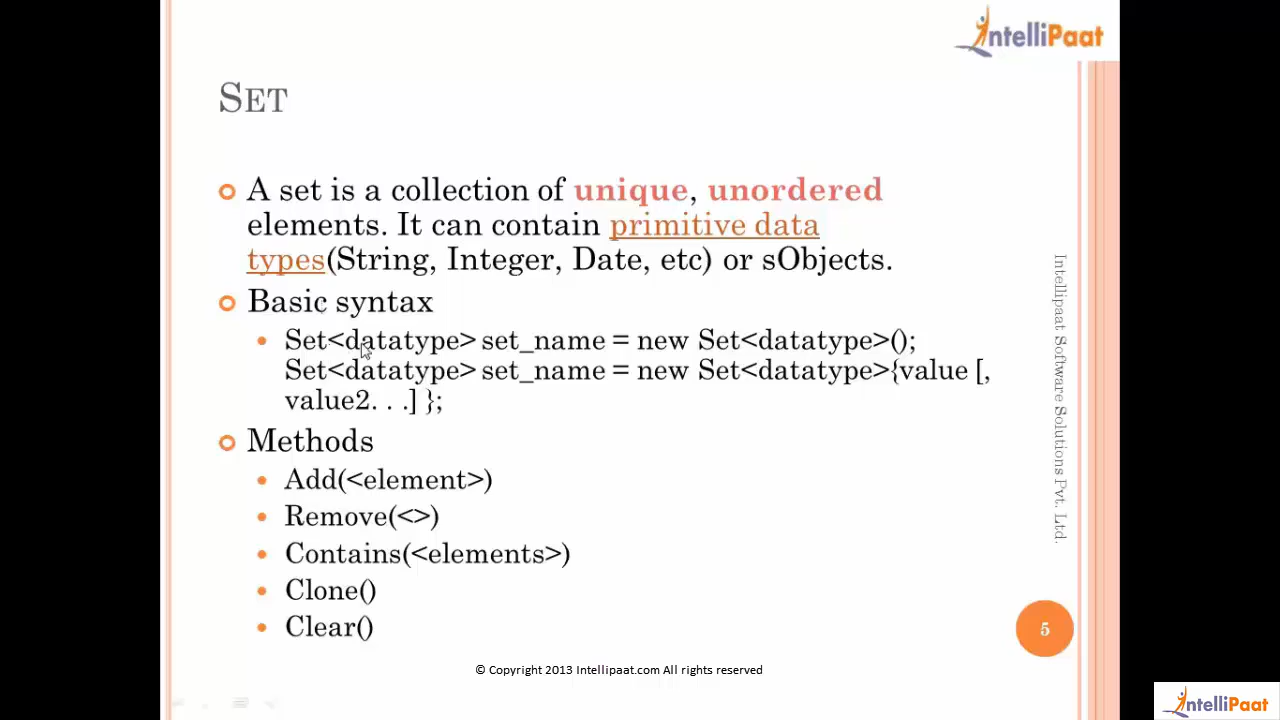 IntelliPaat
SET
A set is a collection of unique, unordered
elements. It can contain primitive data
types(String, Integer, Date, etc) or sObjects.
Basic syntax
Set<datatype> set_name = new Set<datatype>();
Set<datatype> set_name = new Set<datatype>{value [,
value2. . .] };
Methods
Add(<element>)
Remove(<>)
Contains(<elements>)
Clone()
Clear()
Intellipaat Software Solutions Pvt. Ltd.
5
© Copyright 2013 Intellipaat.com All rights reserved
IntelliPaat